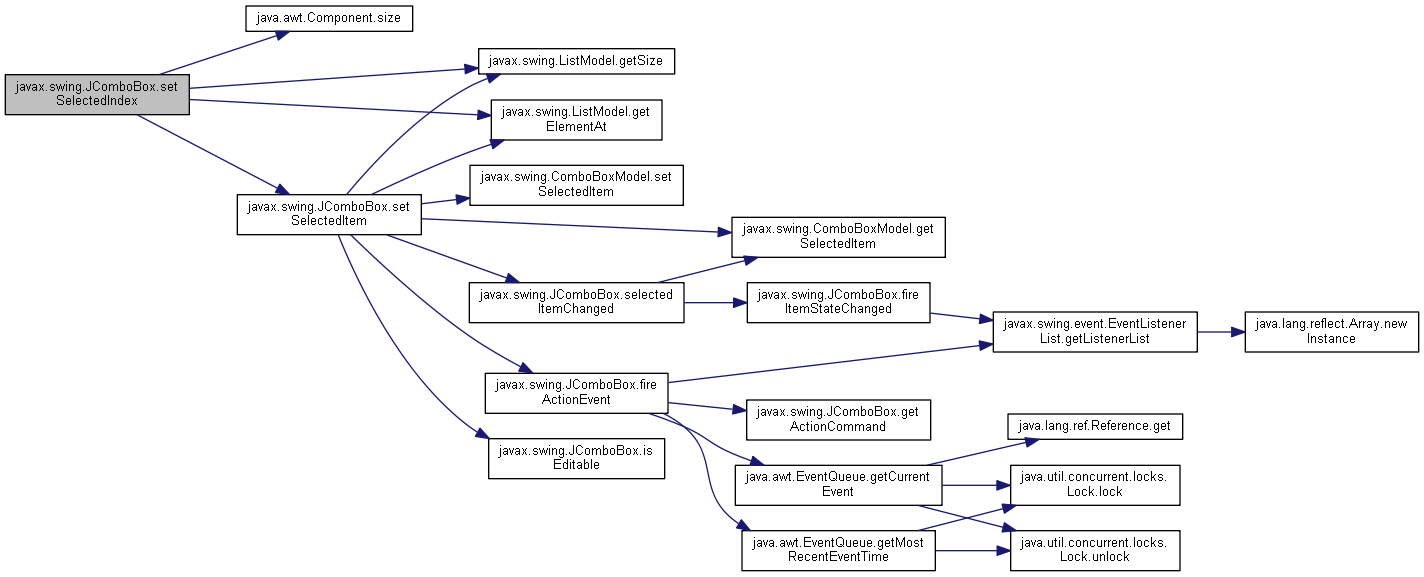 java.awt.Component.size
javax.swing.ListModel.getSize
javax.swing.JComboBox.set
SelectedIndex
javax.swing.ListModel.get
ElementAt
javax.swing.ComboBoxModel.set
SelectedItem
javax.swing.JComboBox.set
SelectedItem
javax.swing.ComboBoxModel.get
SelectedItem
javax.swing.JComboBox.selected
ItemChanged
javax.swing.JComboBox.fire
ItemStateChanged
javax.swing.event.EventListener
List.getListenerList
java.lang.reflect.Array.new
Instance
javax.swing.JComboBox.fire
ActionEvent
javax.swing.JComboBox.get
ActionCommand
java.lang.ref.Reference.get
javax.swing.JComboBox.is
Editable
java.awt.EventQueue.getCurrent
Event
java.util.concurrent.locks.
Lock.lock
java.awt.EventQueue.getMost
RecentEventTime
java.util.concurrent.locks.
Lock.unlock